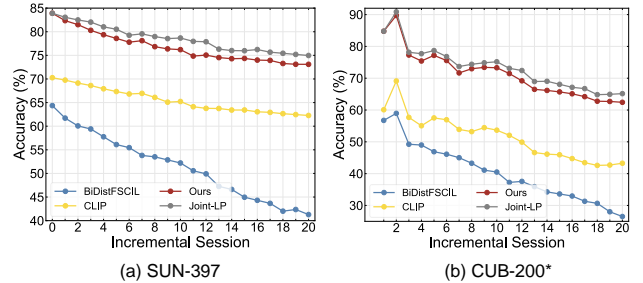 Accuracy (%)
85
80
75
70
65
60
55
50
45
40
BiDistFSCIL
CLIP
Ours
Joint-LP
0 2 4 6 8 10 12 14 16 18 20
Incremental Session
(a) SUN-397
Accuracy (%)
90
80
70
60
50
40
30
BiDistFSCIL
CLIP
Ours
Joint-LP
2 4 6 8 10 12 14 16 18 20
Incremental Session
(b) CUB-200*